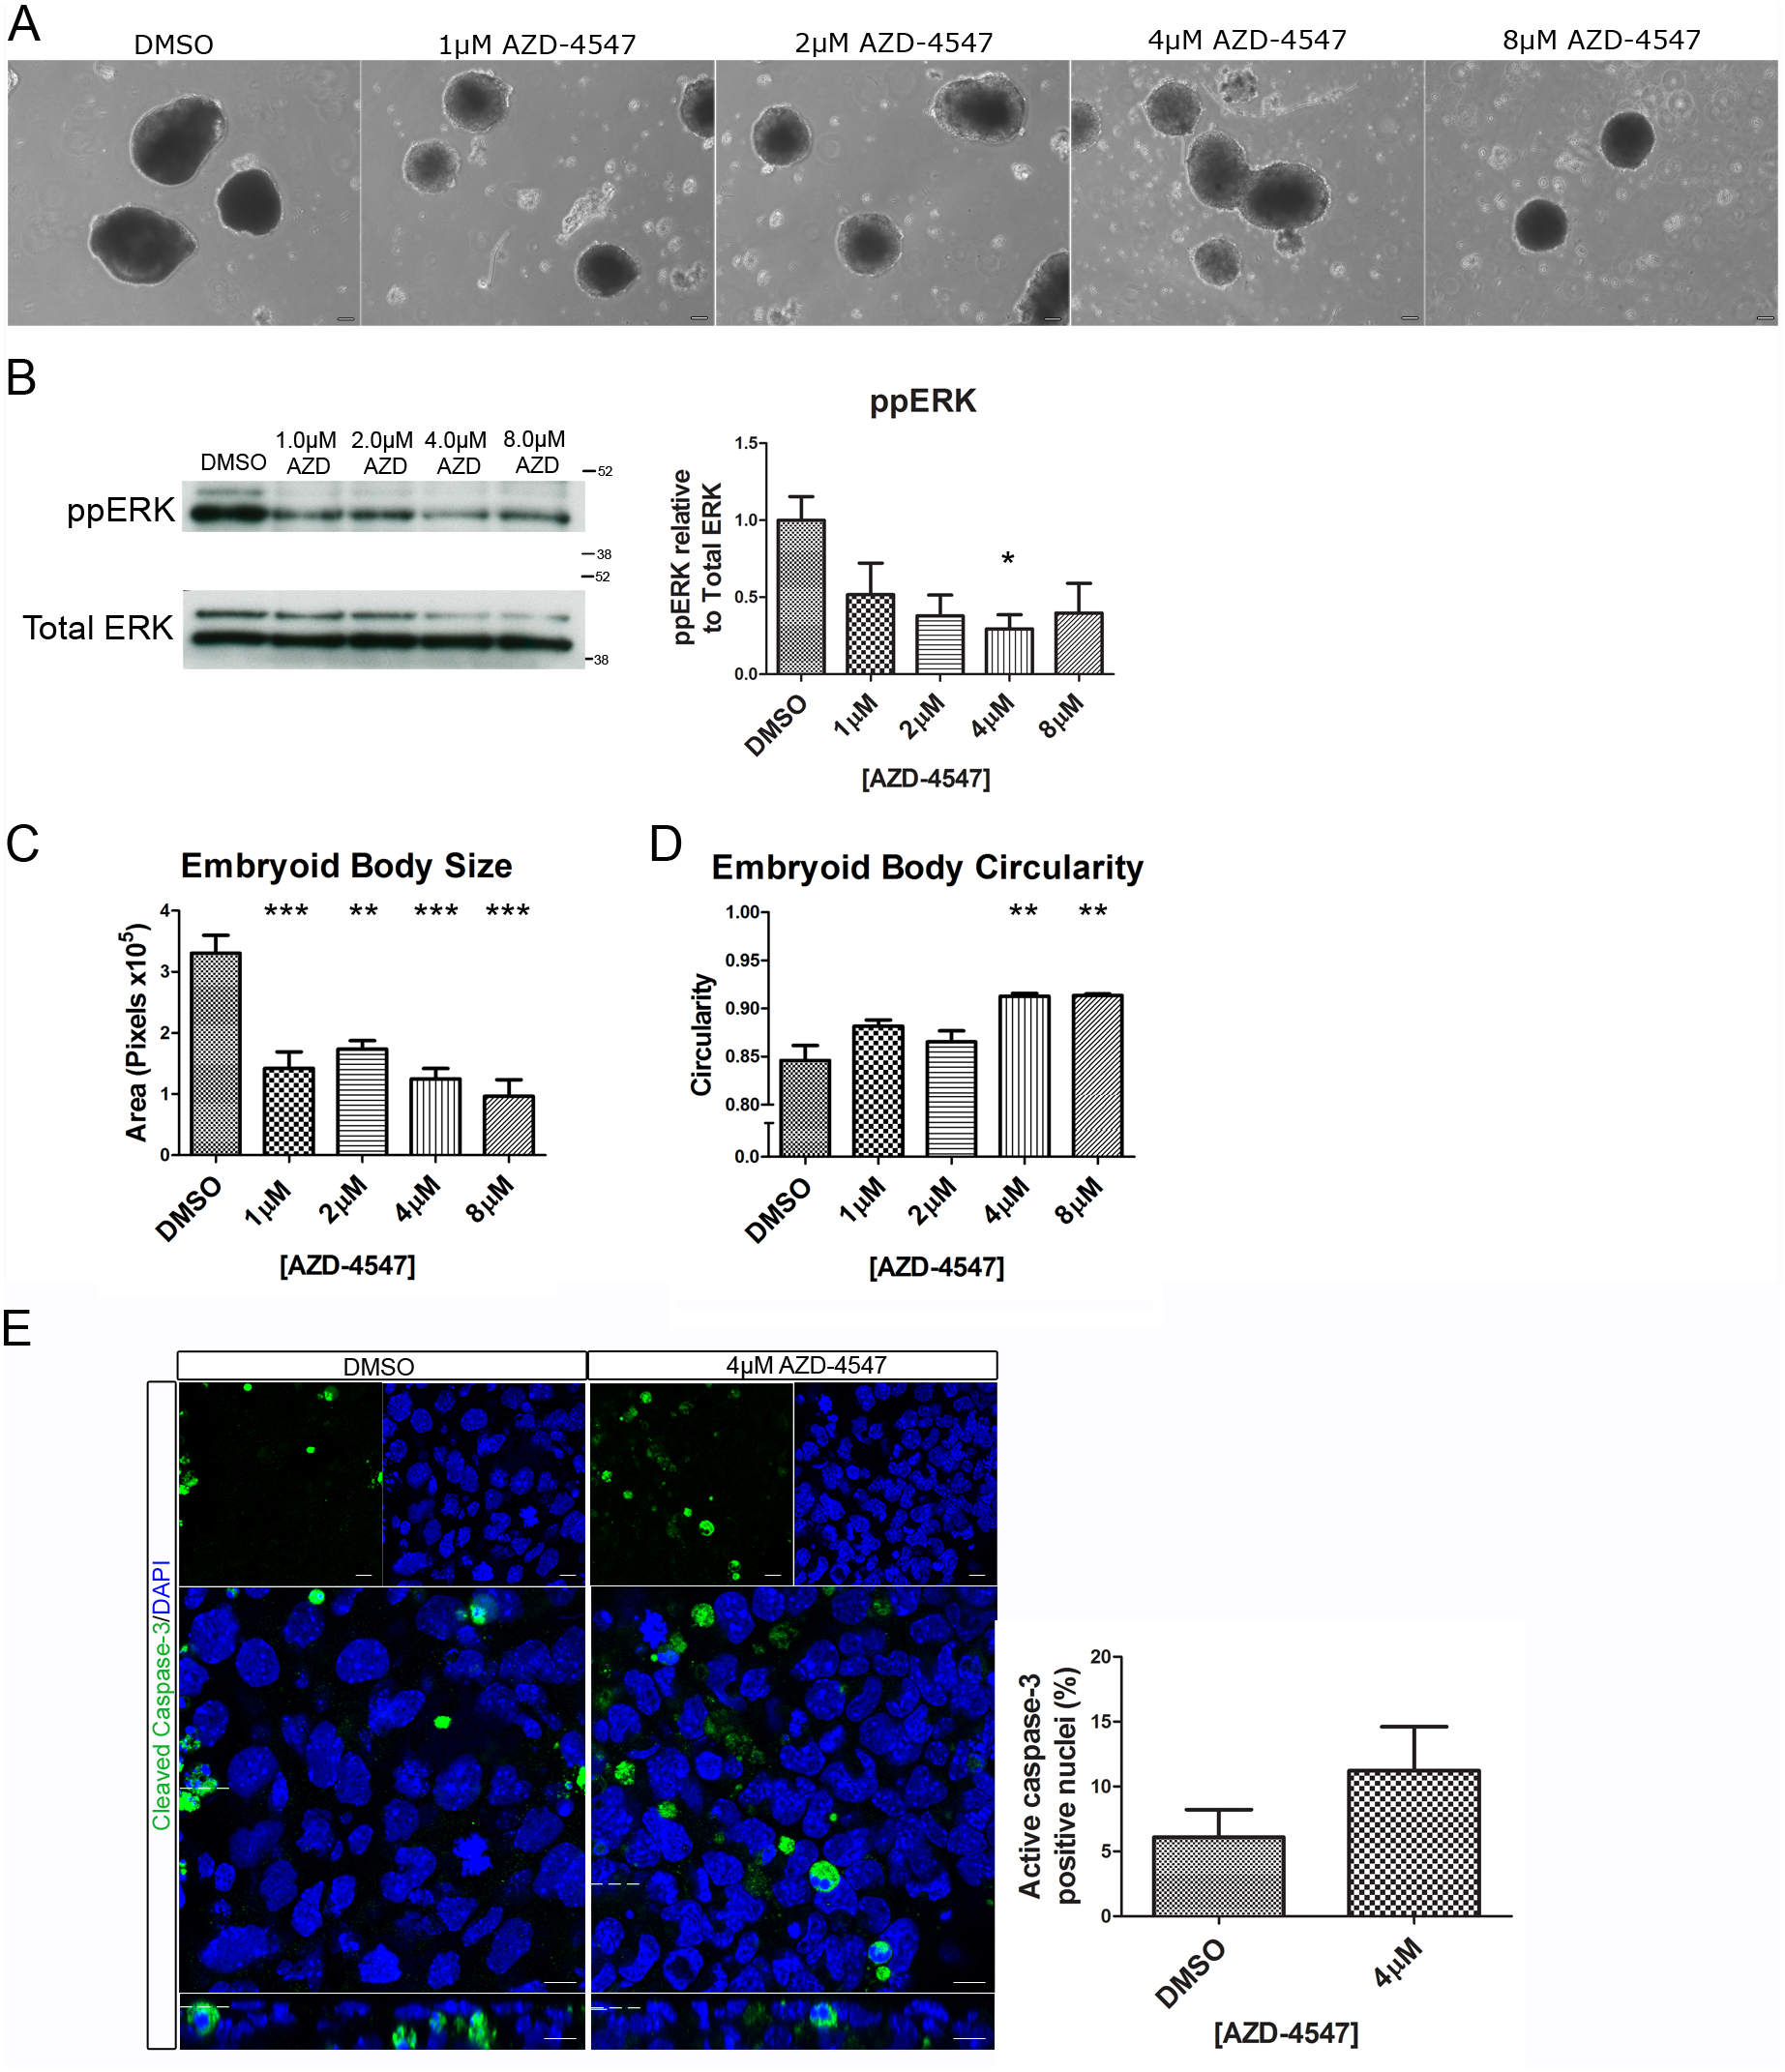 A
DMSO
1µM AZD-4547
2µM AZD-4547
4µM AZD-4547
8µM AZD-4547
B
DMSO
1.0µM AZD
2.0µM AZD
4.0µM AZD
8.0µM AZD
ppERK
52
38
Total ERK
52
38
ppERK
ppERK relative
to Total ERK
1.5
1.0
0.5
0.0
*
DMSO
1µM
2µM
4µM
8µM
[AZD-4547]
C
Embryoid Body Size
Area (Pixels x10⁵)
4
3
2
1
0
***
**
***
***
DMSO
1µM
2µM
4µM
8µM
[AZD-4547]
D
Embryoid Body Circularity
Circularity
1.00
0.95
0.90
0.85
0.80
0.0
**
**
DMSO
1µM
2µM
4µM
8µM
[AZD-4547]
E
DMSO
4µM AZD-4547
Cleaved Caspase-3/DAPI
Active caspase-3
positive nuclei (%)
20
15
10
5
0
DMSO
4µM
[AZD-4547]